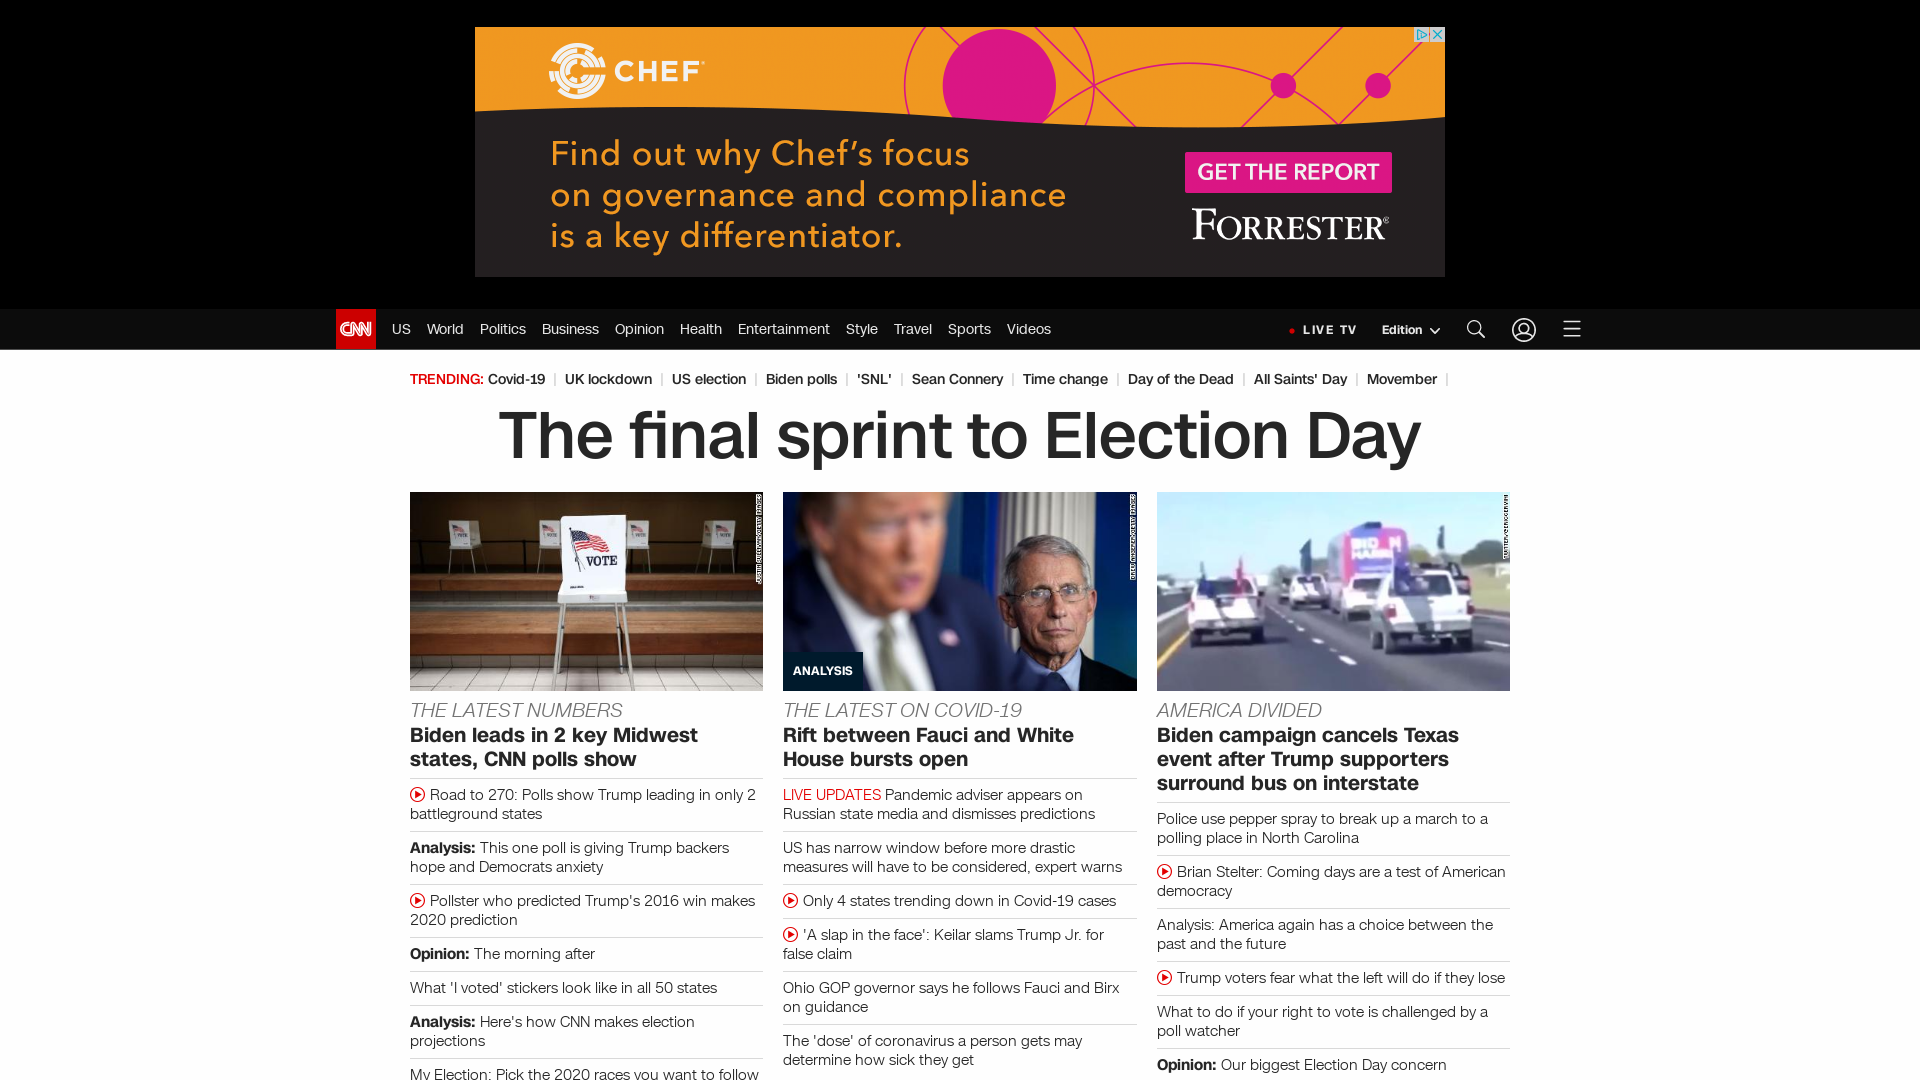 CHEF
Find out why Chef's focus
on governance and compliance
is a key differentiator.
GET THE REPORT
FORRESTER
CNN US World Politics Business Opinion Health Entertainment Style Travel Sports Videos LIVE TV Edition
TRENDING: Covid-19 UK lockdown US election Biden polls 'SNL' Sean Connery Time change Day of the Dead All Saints' Day Movember
The final sprint to Election Day
VOTE
THE LATEST NUMBERS
Biden leads in 2 key Midwest
states, CNN polls show
Road to 270: Polls show Trump leading in only 2
battleground states
Analysis: This one poll is giving Trump backers
hope and Democrats anxiety
Pollster who predicted Trump's 2016 win makes
2020 prediction
Opinion: The morning after
What 'I voted' stickers look like in all 50 states
Analysis: Here's how CNN makes election
projections
My Election: Pick the 2020 races you want to follow
ANALYSIS
THE LATEST ON COVID-19
Rift between Fauci and White
House bursts open
LIVE UPDATES Pandemic adviser appears on
Russian state media and dismisses predictions
US has narrow window before more drastic
measures will have to be considered, expert warns
Only 4 states trending down in Covid-19 cases
'A slap in the face': Keilar slams Trump Jr. for
false claim
Ohio GOP governor says he follows Fauci and Birx
on guidance
The 'dose' of coronavirus a person gets may
determine how sick they get
AMERICA DIVIDED
Biden campaign cancels Texas
event after Trump supporters
surround bus on interstate
Police use pepper spray to break up a march to a
polling place in North Carolina
Brian Stelter: Coming days are a test of American
democracy
Analysis: America again has a choice between the
past and the future
Trump voters fear what the left will do if they lose
What to do if your right to vote is challenged by a
poll watcher
Opinion: Our biggest Election Day concern